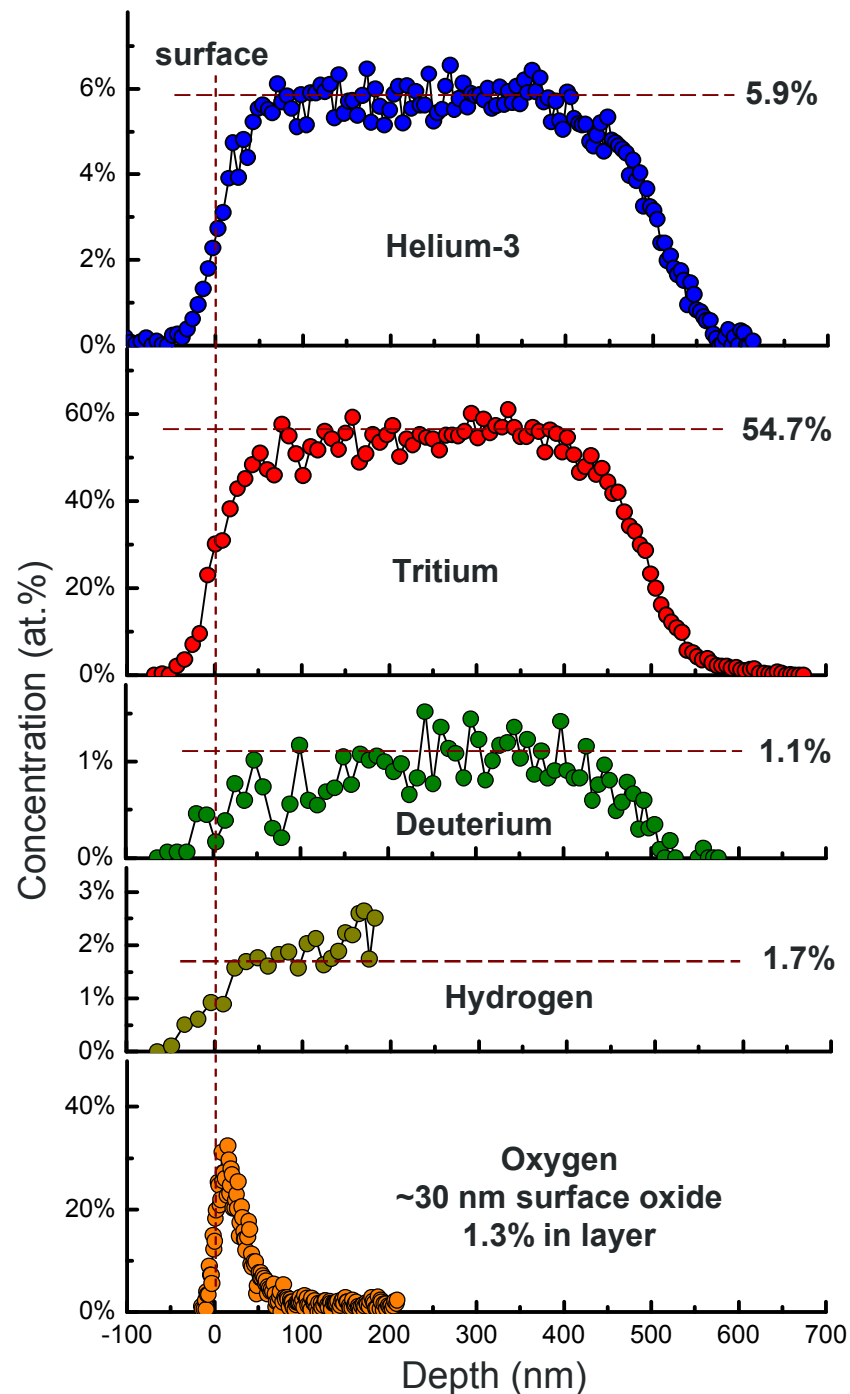 surface
6%
5.9%
4%
Helium-3
2%
0%
60%
54.7%
40%
Tritium
20%
0%
1%
1.1%
Deuterium
0%
3%
2%
1.7%
1%
Hydrogen
0%
40%
Oxygen
~30 nm surface oxide
20%
1.3% in layer
0%
-100 0 100 200 300 400 500 600 700
Depth (nm)
Concentration (at.%)